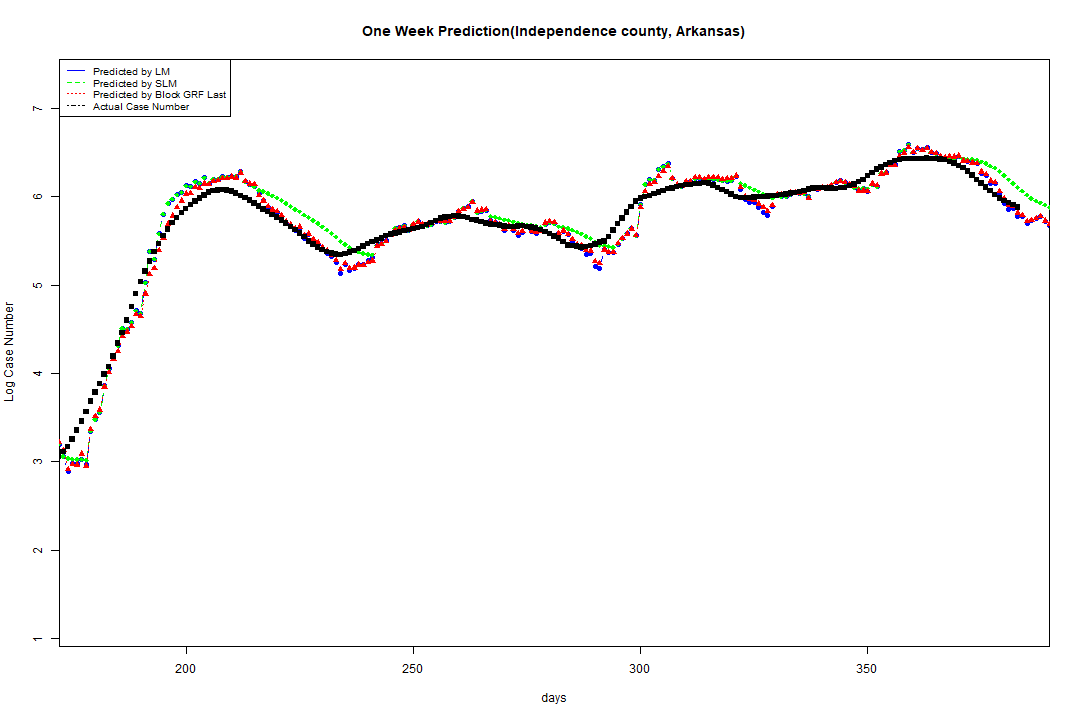 One Week Prediction(Independence county, Arkansas)
Predicted by LM
Predicted by SLM
Predicted by Block GRF Last
Actual Case Number
7
6
5
4
3
2
1
Log Case Number
200 250 300 350
days